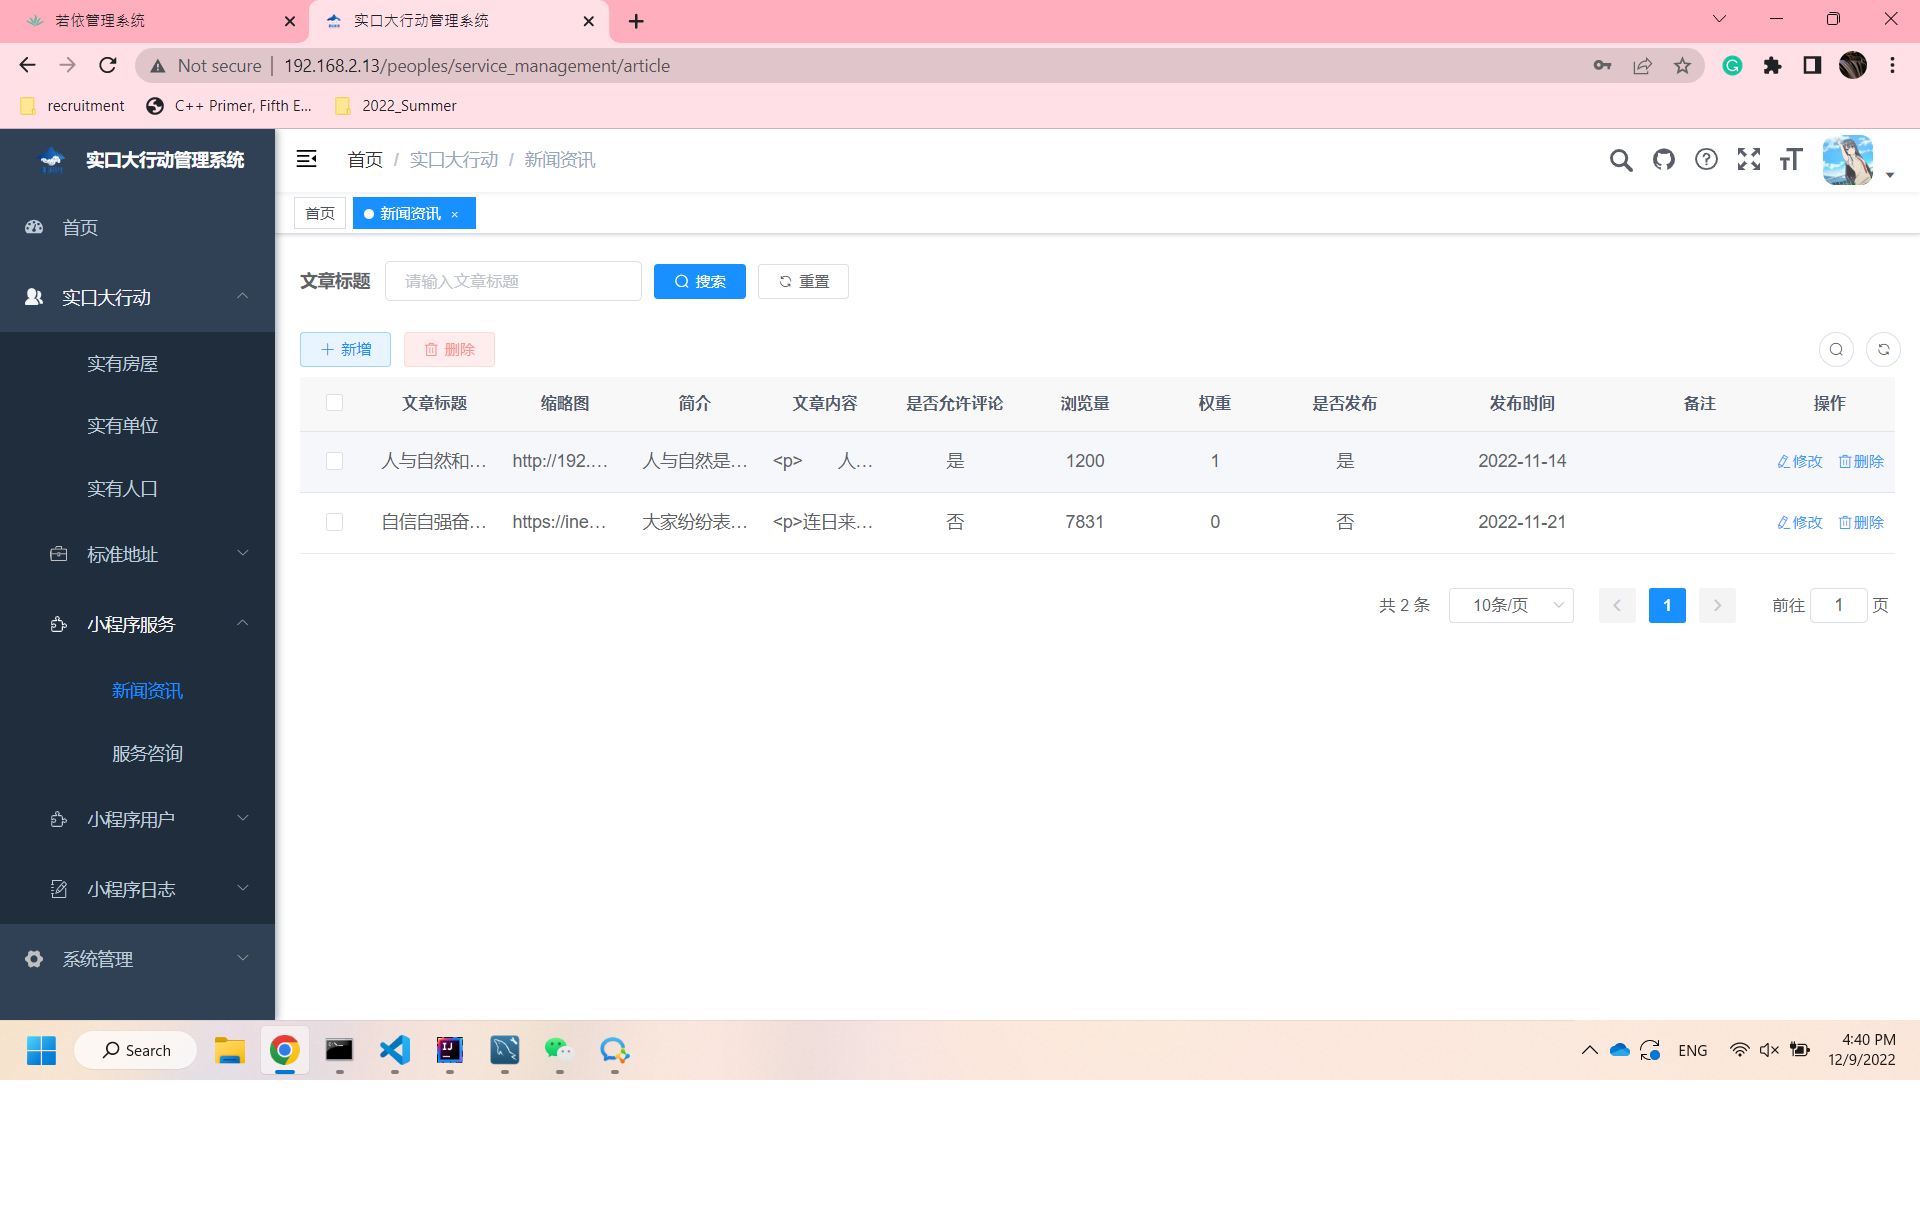 若依管理系统
实口大行动管理系统
Not secure
192.168.2.13/peoples/service_management/article
recruitment
C++ Primer, Fifth E...
2022_Summer
实口大行动管理系统
首页 / 实口大行动 / 新闻资讯
首页
新闻资讯
首页
实口大行动
实有房屋
实有单位
实有人口
标准地址
小程序服务
新闻资讯
服务咨询
小程序用户
小程序日志
系统管理
文章标题 请输入文章标题 搜索 重置
新增 删除
文章标题 缩略图 简介 文章内容 是否允许评论 浏览量 权重 是否发布 发布时间 备注 操作
人与自然和... http://192.... 人与自然是... <p> 人... 是 1200 1 是 2022-11-14 修改 删除
自信自强奋... https://ine... 大家纷纷表... <p>连日来... 否 7831 0 否 2022-11-21 修改 删除
共 2 条 10条/页 1 前往 1 页
Search
ENG
4:40 PM
12/9/2022